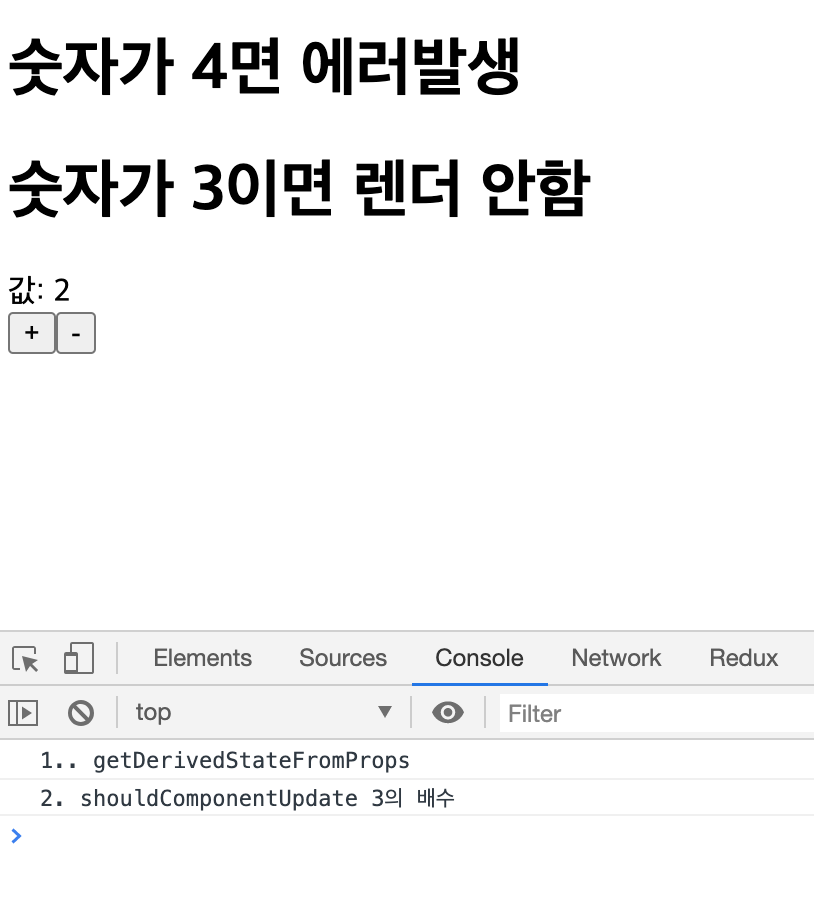 숫자가 4면 에러발생
숫자가 3이면 렌더 안함
값: 2
+ -
Elements Sources Console Network Redux
top ▼ Filter
1.. getDerivedStateFromProps
2. shouldComponentUpdate 3의 배수
>